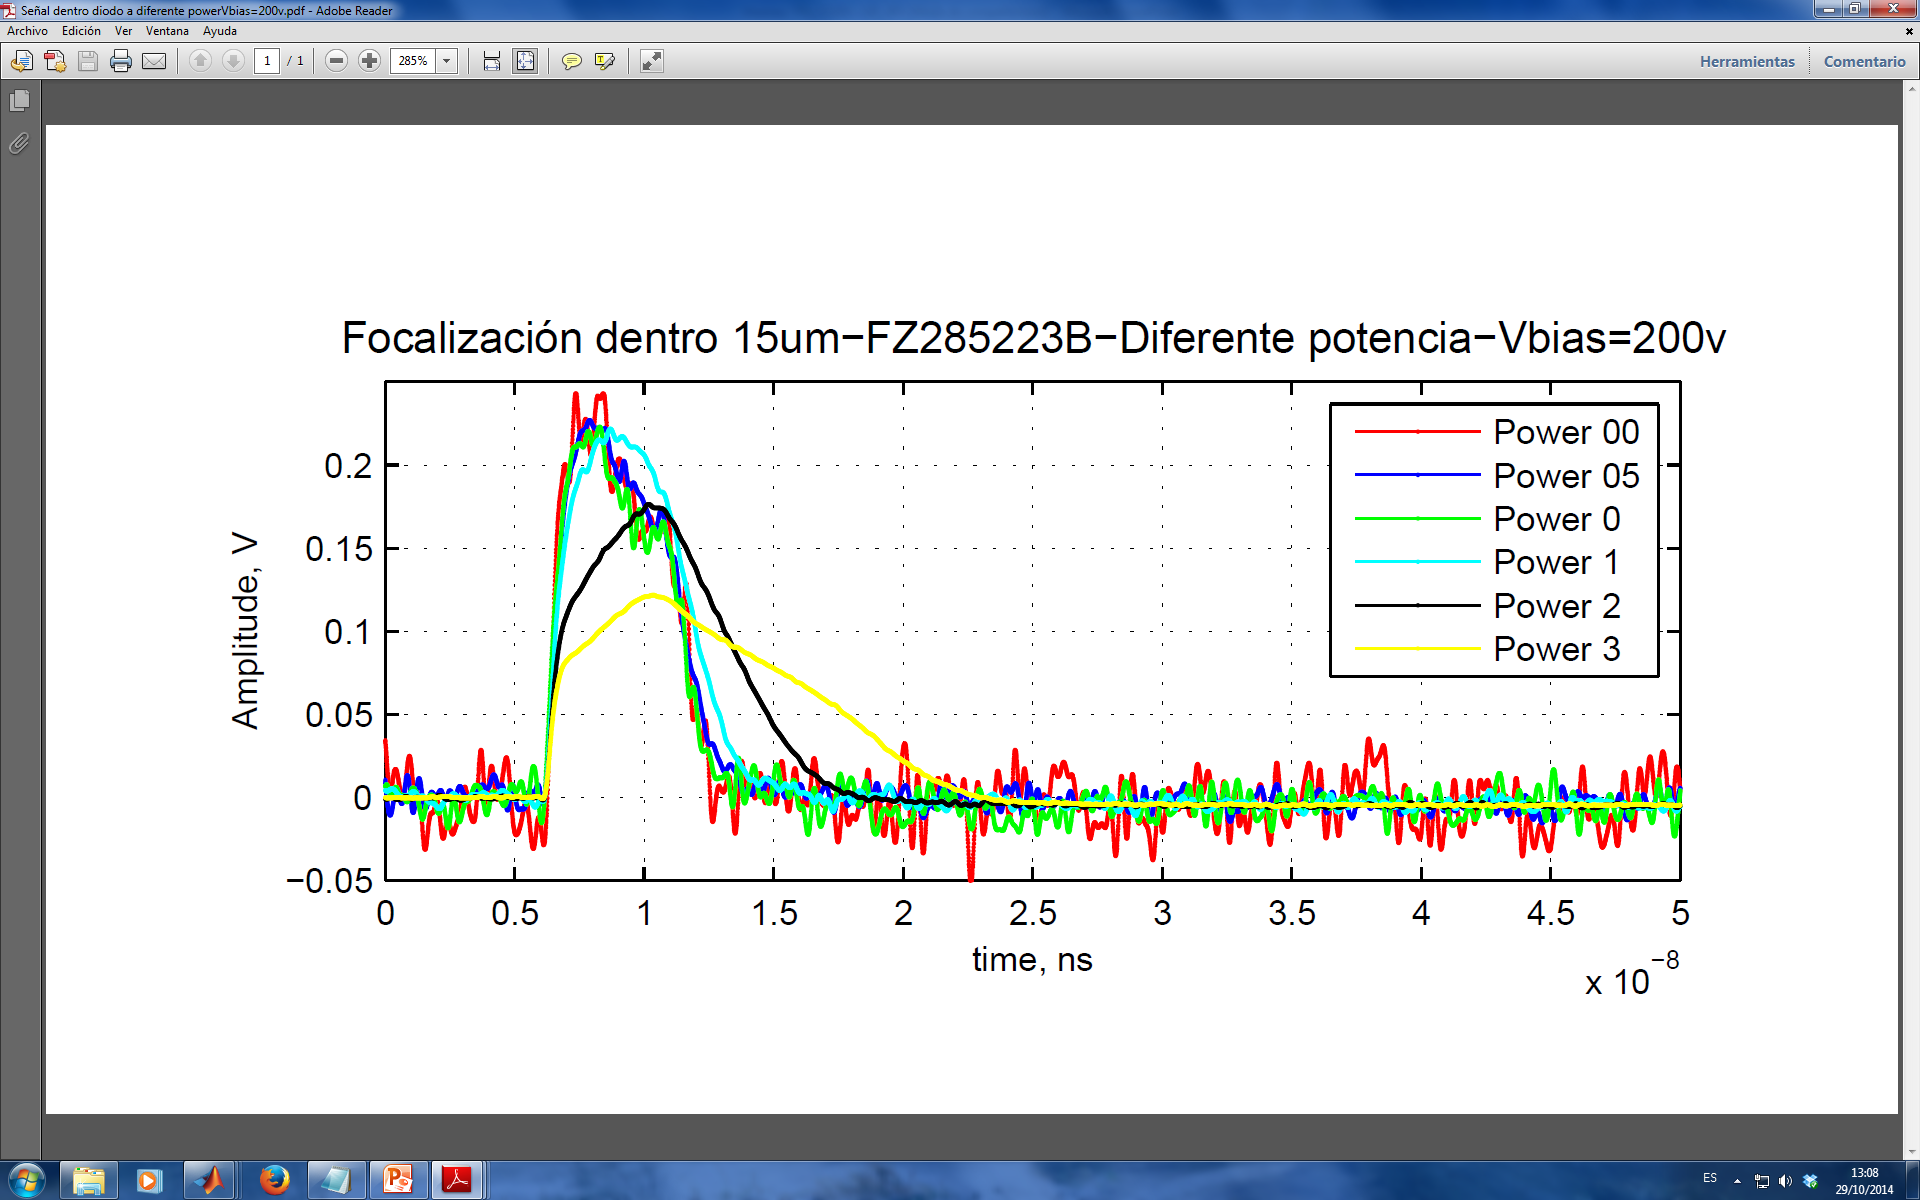 Señal dentro diodo a diferente powerVbias=200v.pdf - Adobe Reader
Archivo Edición Ver Ventana Ayuda
1 / 1 285% Herramientas Comentario
Focalización dentro 15um−FZ285223B−Diferente potencia−Vbias=200v
Power 00
Power 05
Power 0
Power 1
Power 2
Power 3
0.2
0.15
0.1
0.05
0
−0.05
Amplitude, V
0 0.5 1 1.5 2 2.5 3 3.5 4 4.5 5
time, ns
x 10−8
ES 13:08
29/10/2014